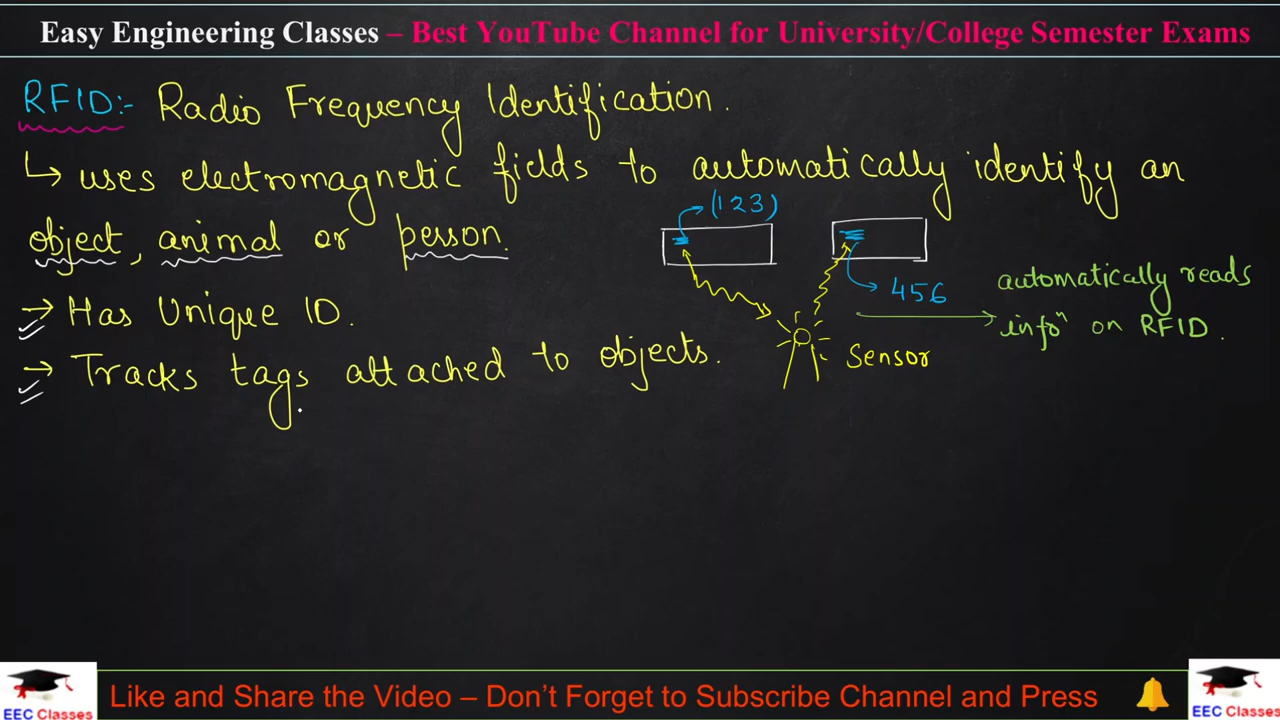 Easy Engineering Classes – Best YouTube Channel for University/College Semester Exams
RFID:- Radio Frequency Identification.
↳ uses electromagnetic fields to automatically identify an
object, animal or person.
(123)
456
→ Has Unique ID.
automatically reads
infoⁿ on RFID.
Sensor
→ Tracks tags attached to objects.
EEC Classes
Like and Share the Video – Don't Forget to Subscribe Channel and Press
EEC Classes